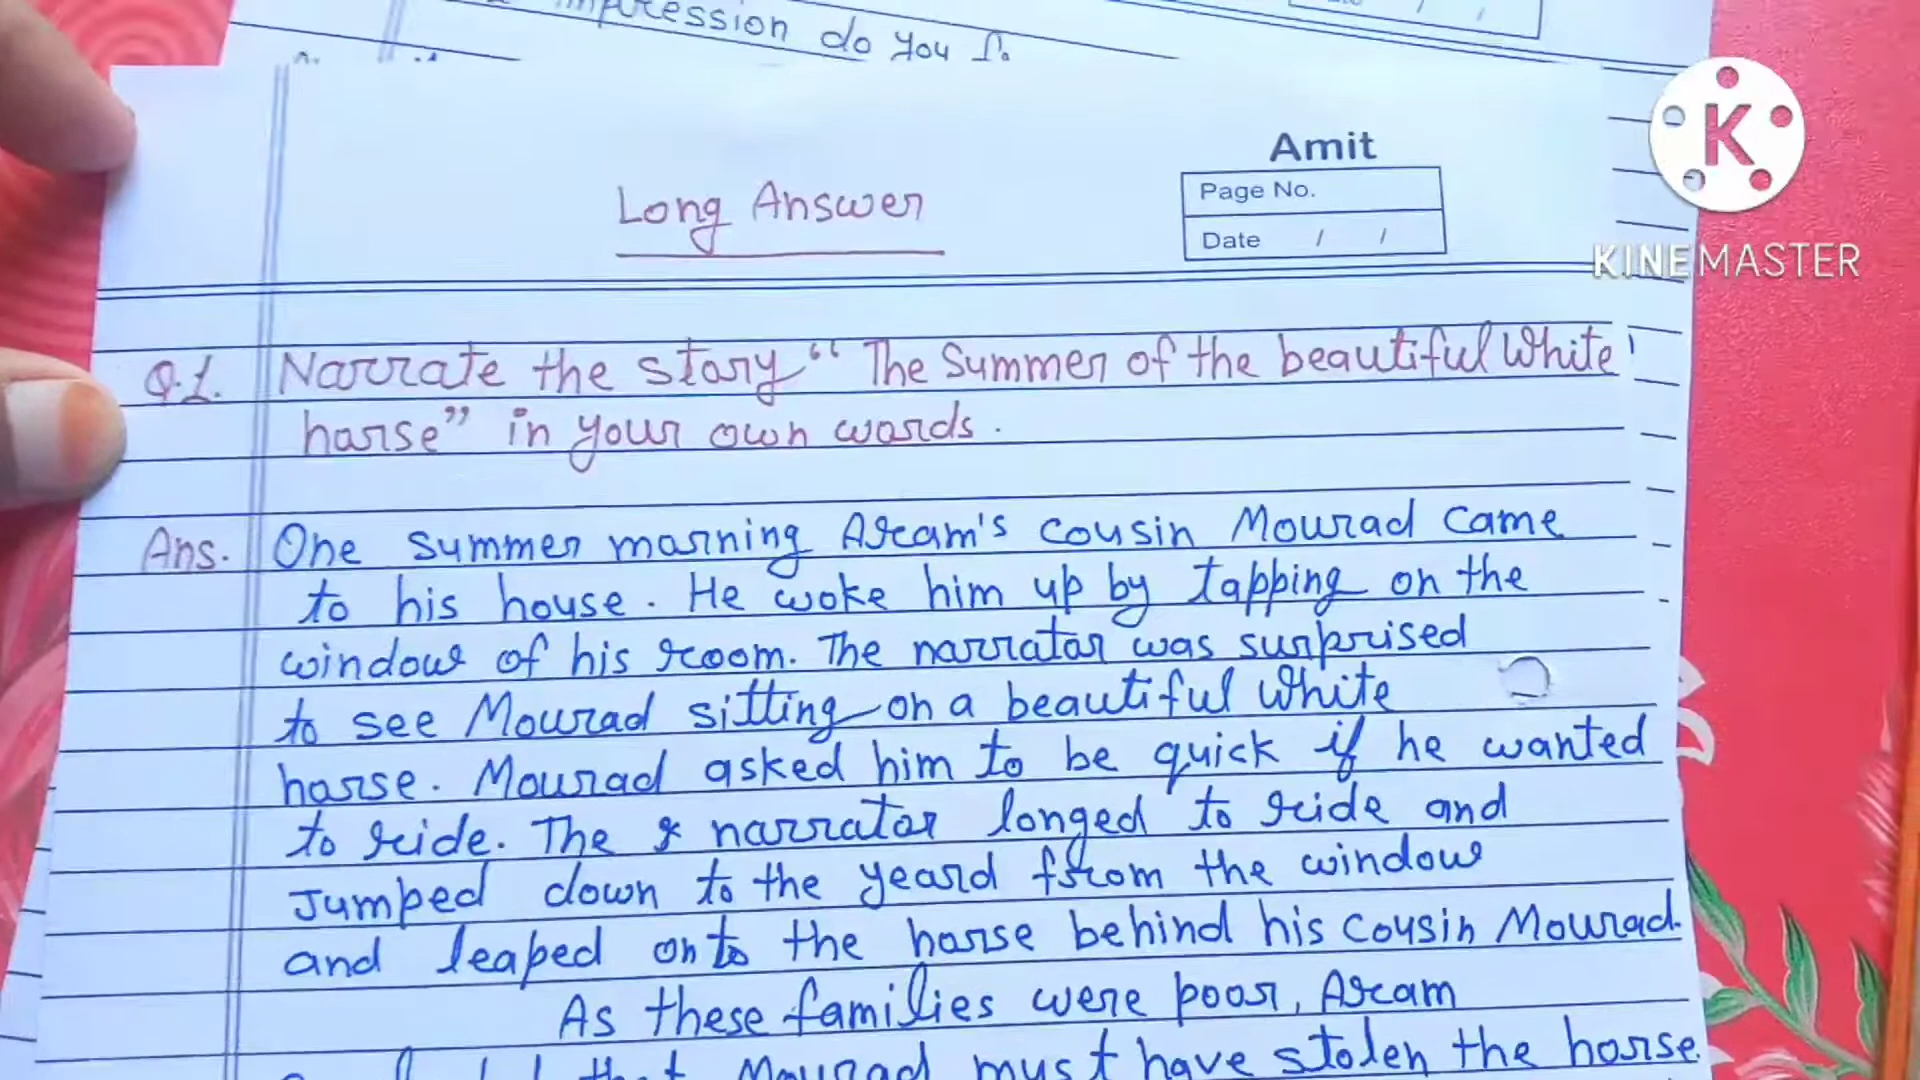 impression do you f
Amit
Page No.
Date / /
K
KINEMASTER
Long Answer
Q.1. Narrate the story “ The Summer of the beautiful White
horse” in your own words.
Ans. One summer morning Aram's cousin Mourad came
to his house. He woke him up by tapping on the
window of his room. The narrator was surprised
to see Mourad sitting on a beautiful White
horse. Mourad asked him to be quick if he wanted
to ride. The narrator longed to ride and
Jumped down to the yeard from the window
and leaped onto the horse behind his cousin Mourad.
As these families were poor, Aram
that Mourad must have stolen the horse